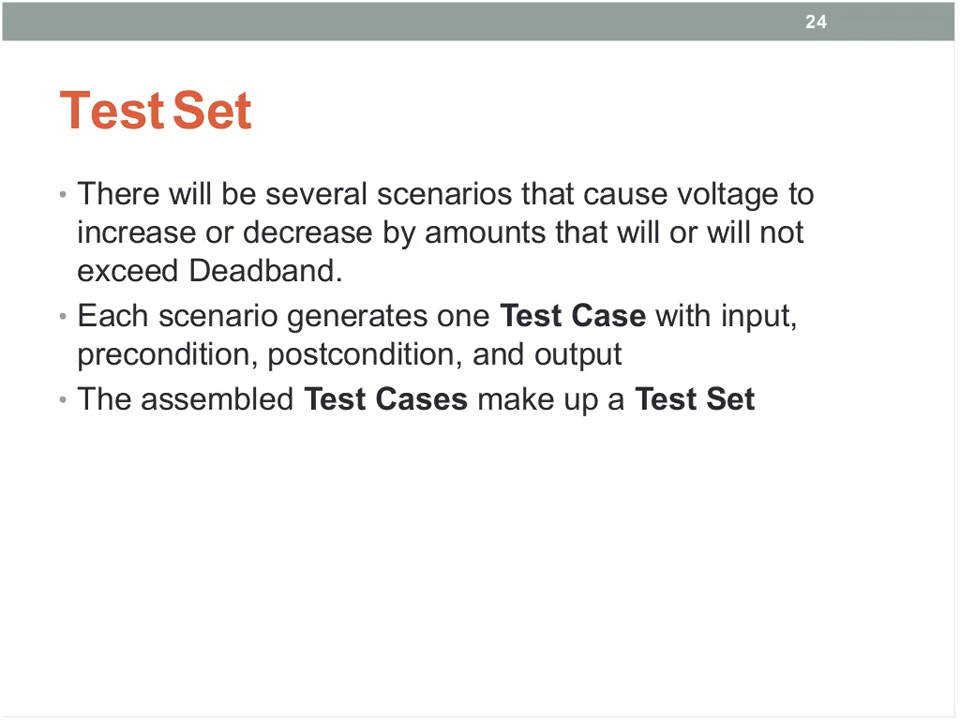 24
Test Set
• There will be several scenarios that cause voltage to
increase or decrease by amounts that will or will not
exceed Deadband.
• Each scenario generates one Test Case with input,
precondition, postcondition, and output
• The assembled Test Cases make up a Test Set